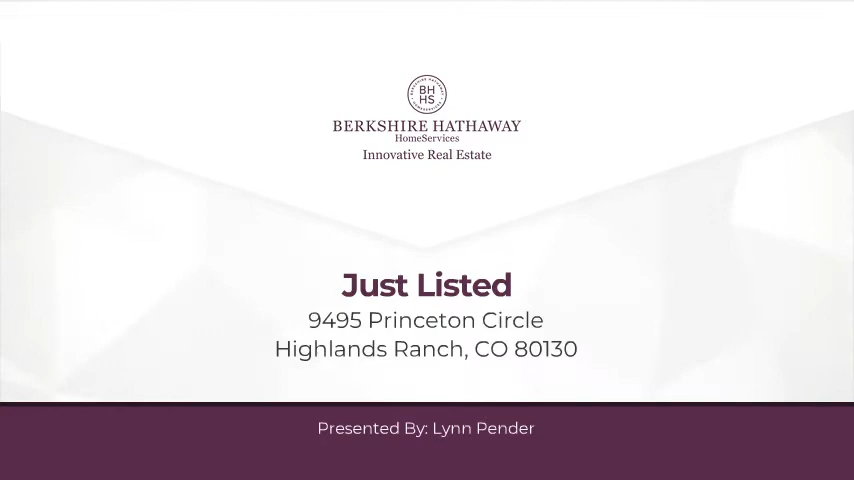 BH
HS
BERKSHIRE HATHAWAY
HomeServices
Innovative Real Estate
Just Listed
9495 Princeton Circle
Highlands Ranch, CO 80130
Presented By: Lynn Pender